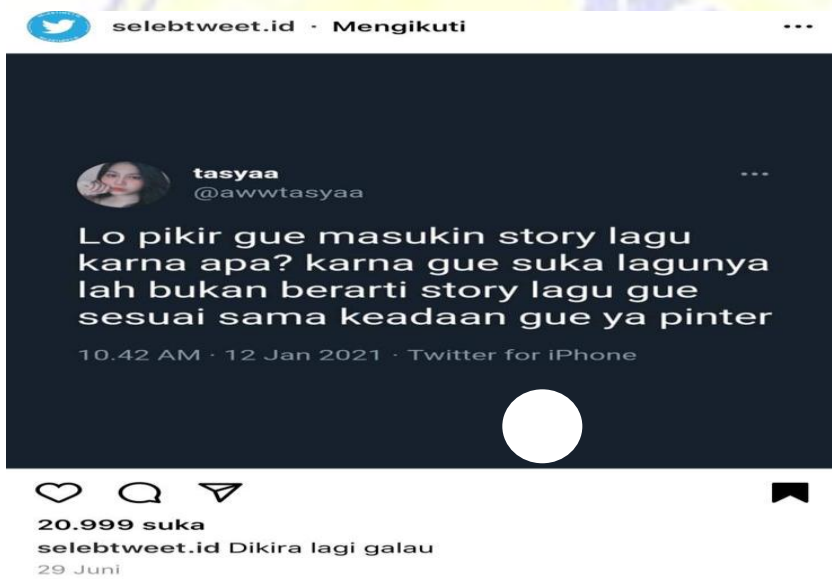 selebtweet.id · Mengikuti
tasyaa
@awwtasyaa
Lo pikir gue masukin story lagu
karna apa? karna gue suka lagunya
lah bukan berarti story lagu gue
sesuai sama keadaan gue ya pinter
10.42 AM · 12 Jan 2021 · Twitter for iPhone
20.999 suka
selebtweet.id Dikira lagi galau
29 Juni